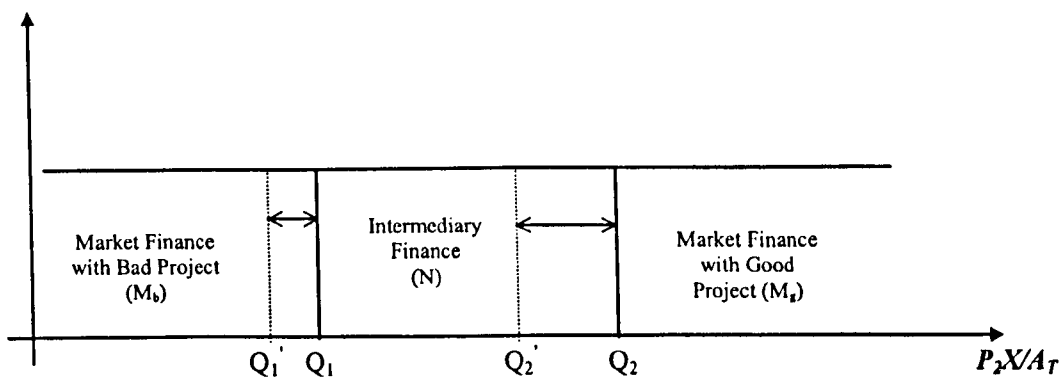 Market Finance
with Bad Project
(M_b)
Intermediary
Finance
(N)
Market Finance
with Good
Project (M_g)
Q_1' Q_1 Q_2' Q_2 P_2X/A_T